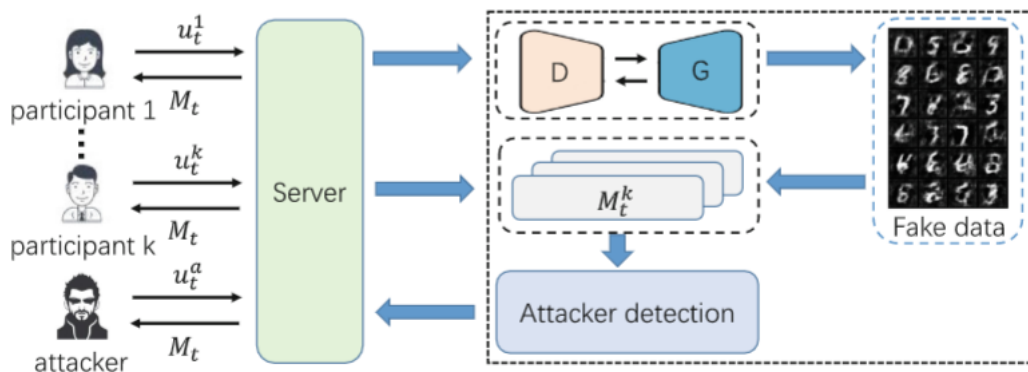 u_t^1
M_t
participant 1
u_t^k
M_t
participant k
u_t^a
M_t
attacker
Server
D
G
M_t^k
Attacker detection
Fake data